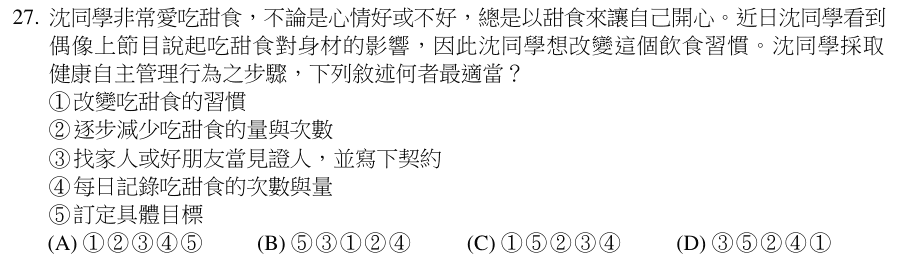 27. 沈同學非常愛吃甜食，不論是心情好或不好，總是以甜食來讓自己開心。近日沈同學看到
偶像上節目說起吃甜食對身材的影響，因此沈同學想改變這個飲食習慣。沈同學採取
健康自主管理行為之步驟，下列敘述何者最適當？
①改變吃甜食的習慣
②逐步減少吃甜食的量與次數
③找家人或好朋友當見證人，並寫下契約
④每日記錄吃甜食的次數與量
⑤訂定具體目標
(A) ①②③④⑤ (B) ⑤③①②④ (C) ①⑤②③④ (D) ③⑤②④①